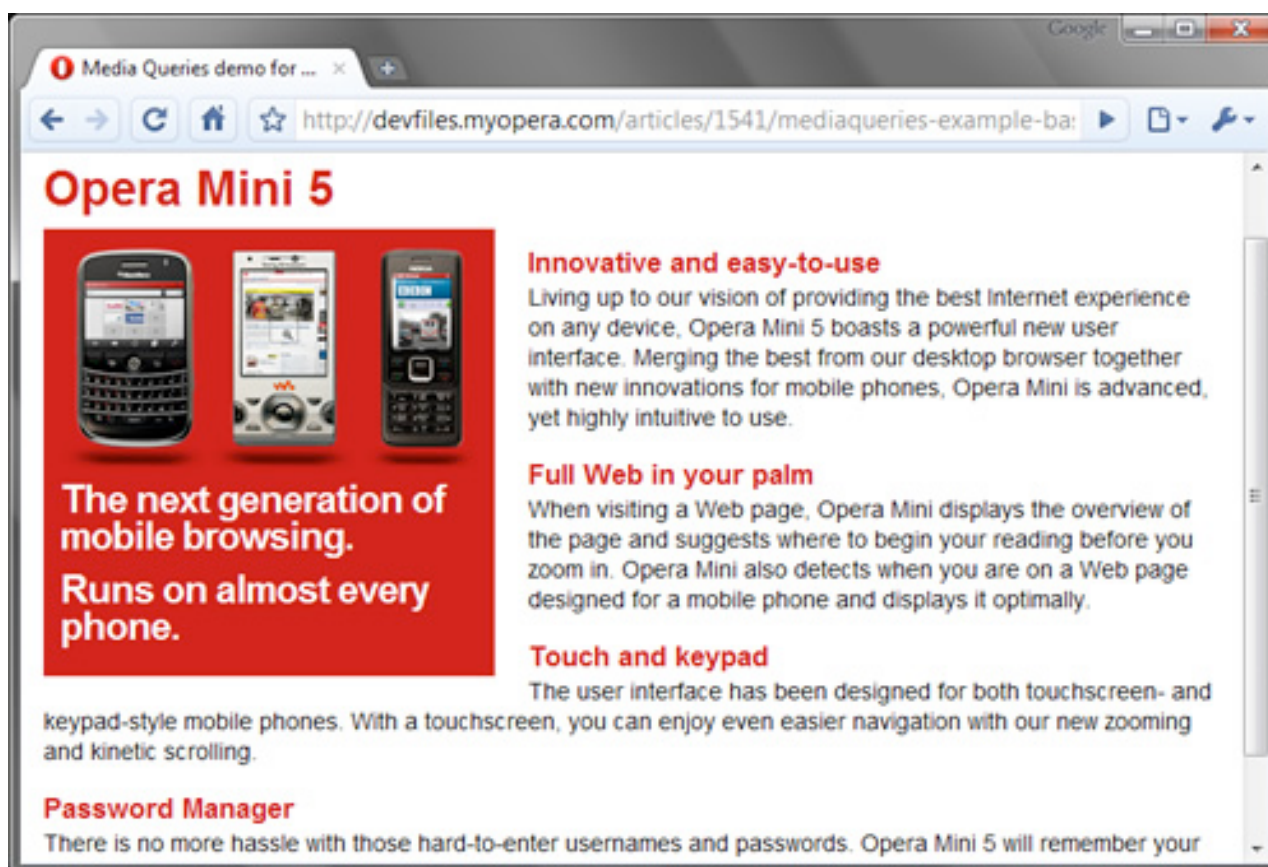 Google
Media Queries demo for ...
http://devfiles.myopera.com/articles/1541/mediaqueries-example-ba
Opera Mini 5
The next generation of
mobile browsing.
Runs on almost every
phone.
Innovative and easy-to-use
Living up to our vision of providing the best Internet experience
on any device, Opera Mini 5 boasts a powerful new user
interface. Merging the best from our desktop browser together
with new innovations for mobile phones, Opera Mini is advanced,
yet highly intuitive to use.
Full Web in your palm
When visiting a Web page, Opera Mini displays the overview of
the page and suggests where to begin your reading before you
zoom in. Opera Mini also detects when you are on a Web page
designed for a mobile phone and displays it optimally.
Touch and keypad
The user interface has been designed for both touchscreen- and
keypad-style mobile phones. With a touchscreen, you can enjoy even easier navigation with our new zooming
and kinetic scrolling.
Password Manager
There is no more hassle with those hard-to-enter usernames and passwords. Opera Mini 5 will remember your